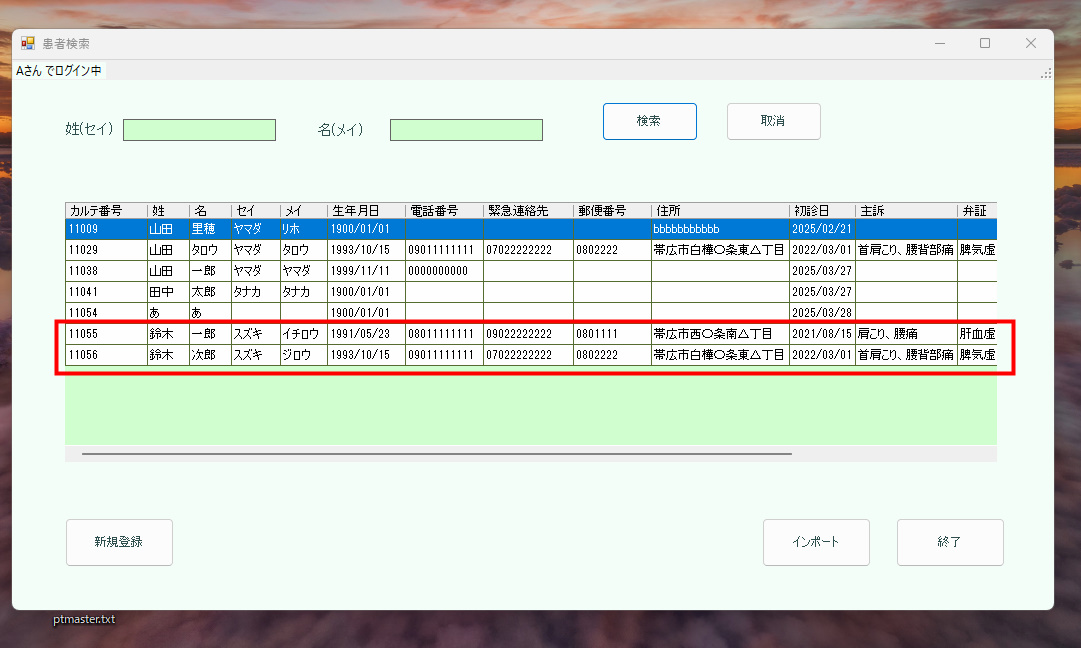 患者検索
Aさん でログイン中
姓(セイ) 名(メイ) 検索 取消
カルテ番号 姓 名 セイ メイ 生年月日 電話番号 緊急連絡先 郵便番号 住所 初診日 主訴 弁証
11009 山田 里穂 ヤマダ リホ 1900/01/01 bbbbbbbbbbb 2025/02/21
11029 山田 タロウ ヤマダ タロウ 1993/10/15 09011111111 07022222222 0802222 帯広市白樺〇条東△丁目 2022/03/01 首肩こり、腰背部痛 脾気虚
11038 山田 一郎 ヤマダ ヤマダ 1999/11/11 0000000000 2025/03/27
11041 田中 太郎 タナカ タナカ 1900/01/01 2025/03/27
11054 あ あ 1900/01/01 2025/03/28
11055 鈴木 一郎 スズキ イチロウ 1991/05/23 08011111111 09022222222 0801111 帯広市西〇条南△丁目 2021/08/15 肩こり、腰痛 肝血虚
11056 鈴木 次郎 スズキ ジロウ 1993/10/15 09011111111 07022222222 0802222 帯広市白樺〇条東△丁目 2022/03/01 首肩こり、腰背部痛 脾気虚
新規登録 インポート 終了
ptmaster.txt